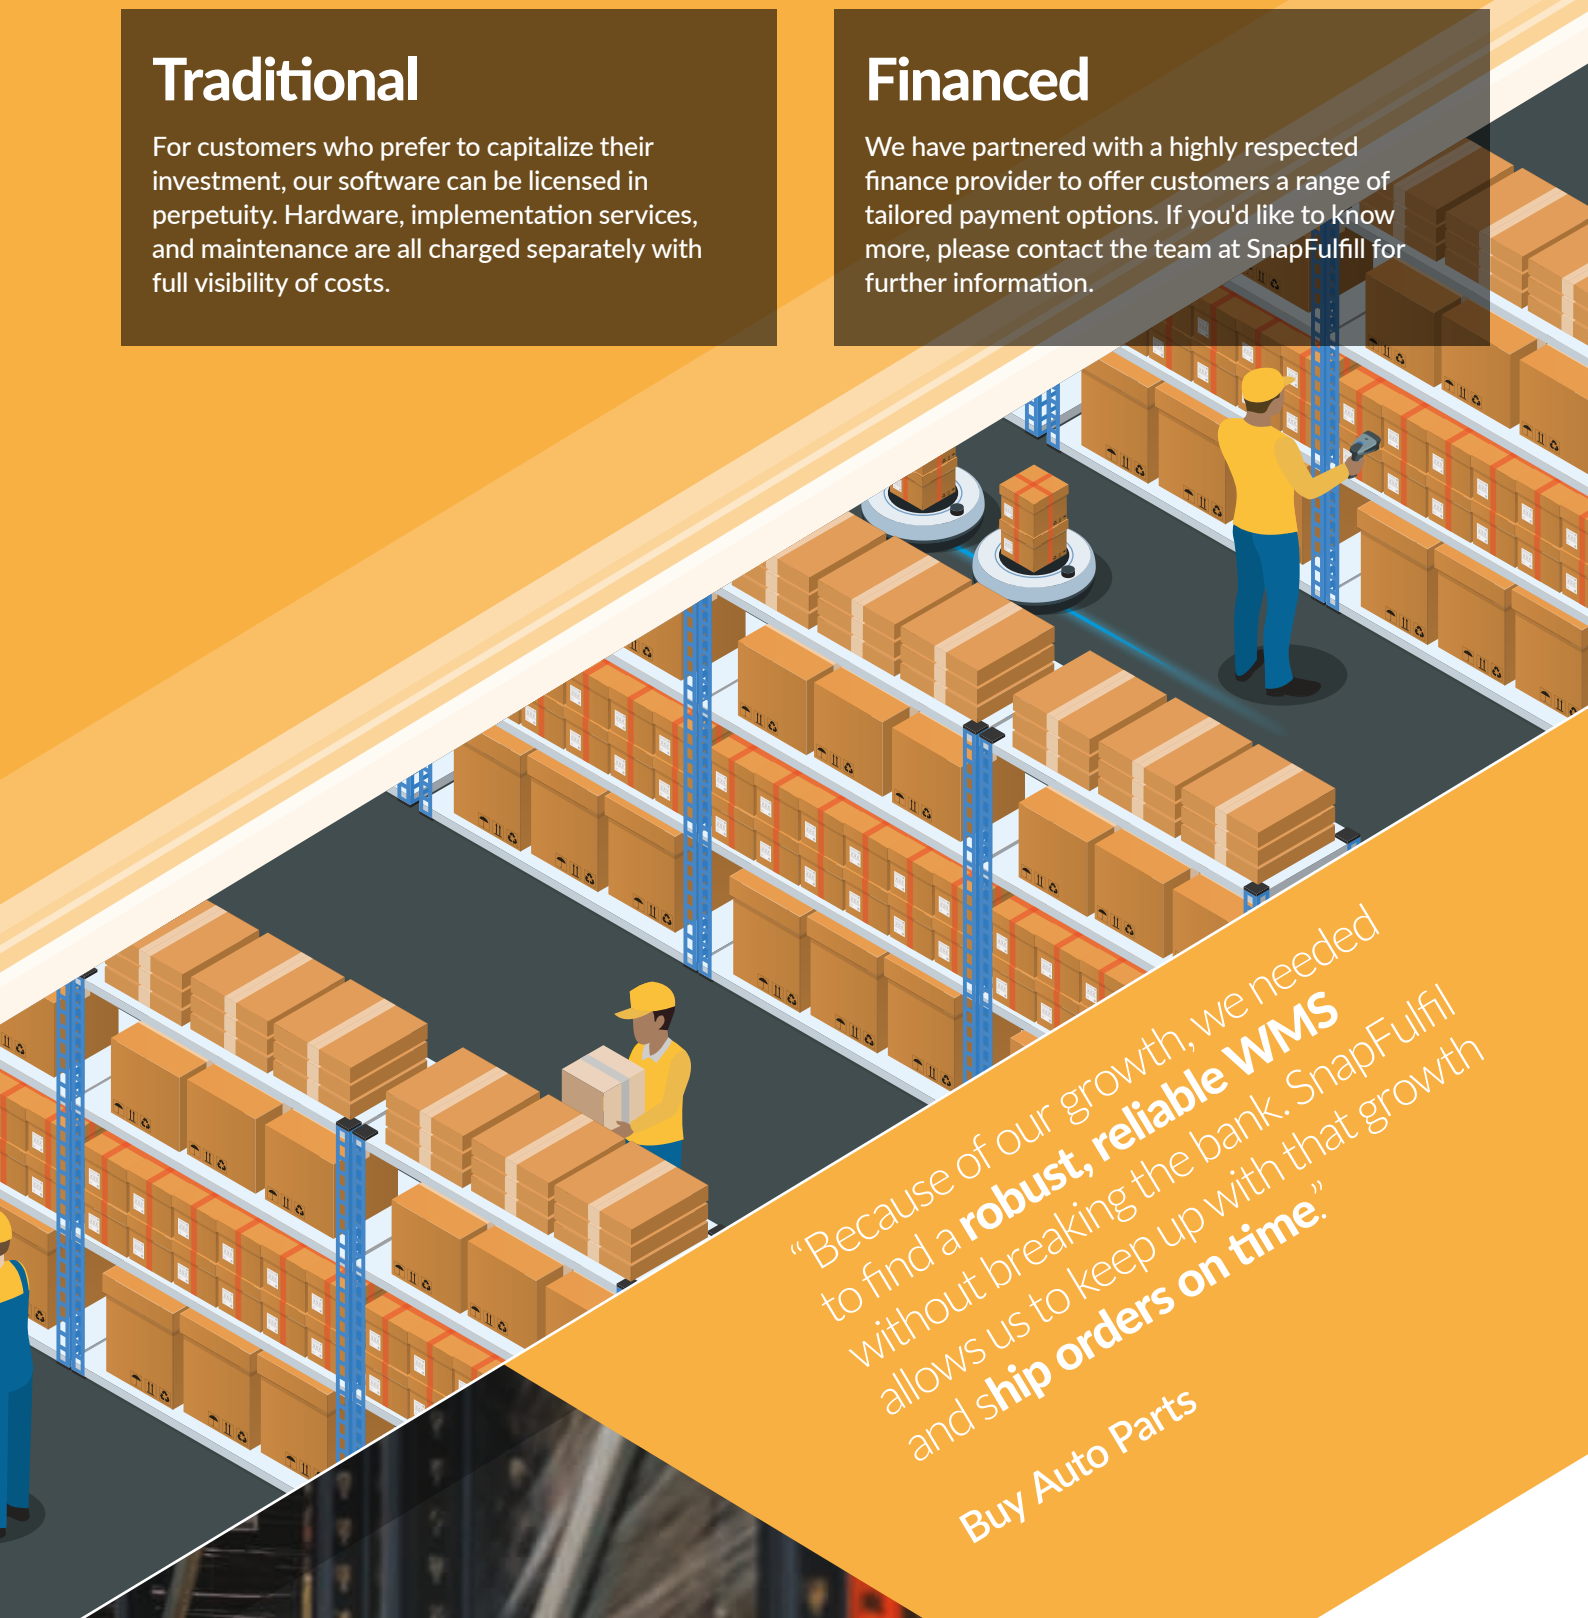 Traditional
For customers who prefer to capitalize their
investment, our software can be licensed in
perpetuity. Hardware, implementation services,
and maintenance are all charged separately with
full visibility of costs.
Financed
We have partnered with a highly respected
finance provider to offer customers a range of
tailored payment options. If you'd like to know
more, please contact the team at SnapFulfill for
further information.
“Because of our growth, we needed
to find a robust, reliable WMS
without breaking the bank. SnapFulfil
allows us to keep up with that growth
and ship orders on time.”
Buy Auto Parts